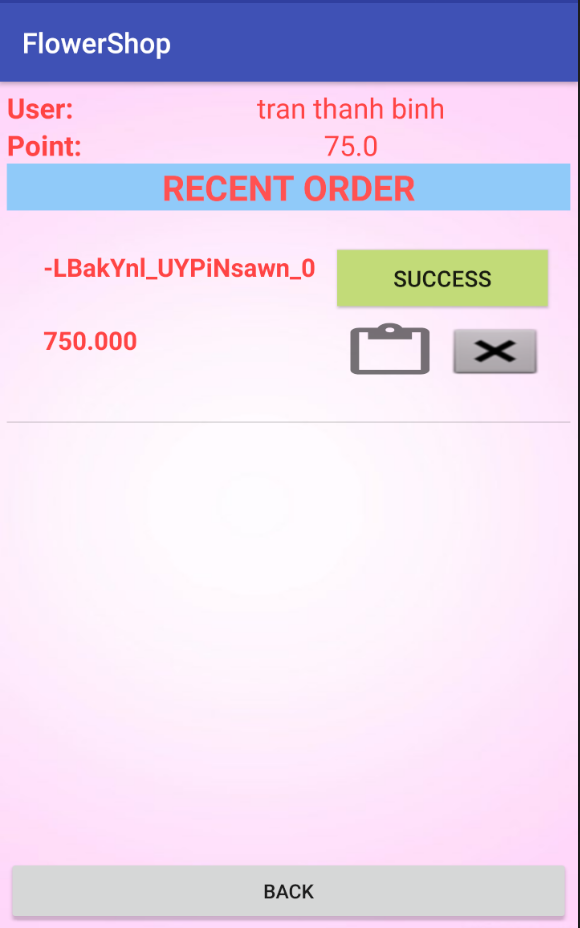 FlowerShop
User: tran thanh binh
Point: 75.0
RECENT ORDER
-LBakYnl_UYPiNsawn_0 SUCCESS
750.000
BACK